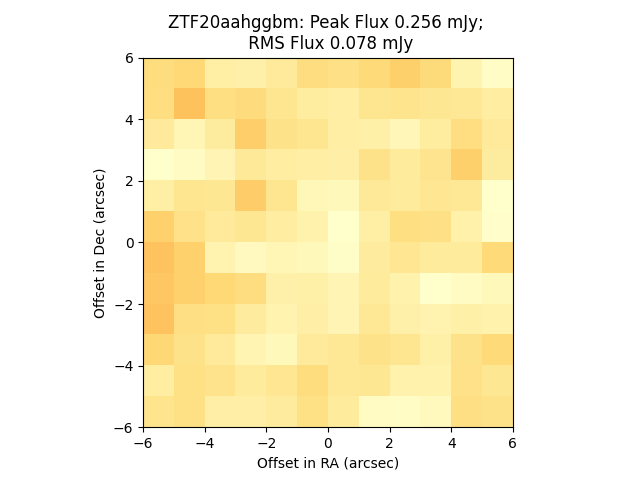 ZTF20aahggbm: Peak Flux 0.256 mJy;
RMS Flux 0.078 mJy
6
4
2
0
−2
−4
−6
Offset in Dec (arcsec)
−6 −4 −2 0 2 4 6
Offset in RA (arcsec)